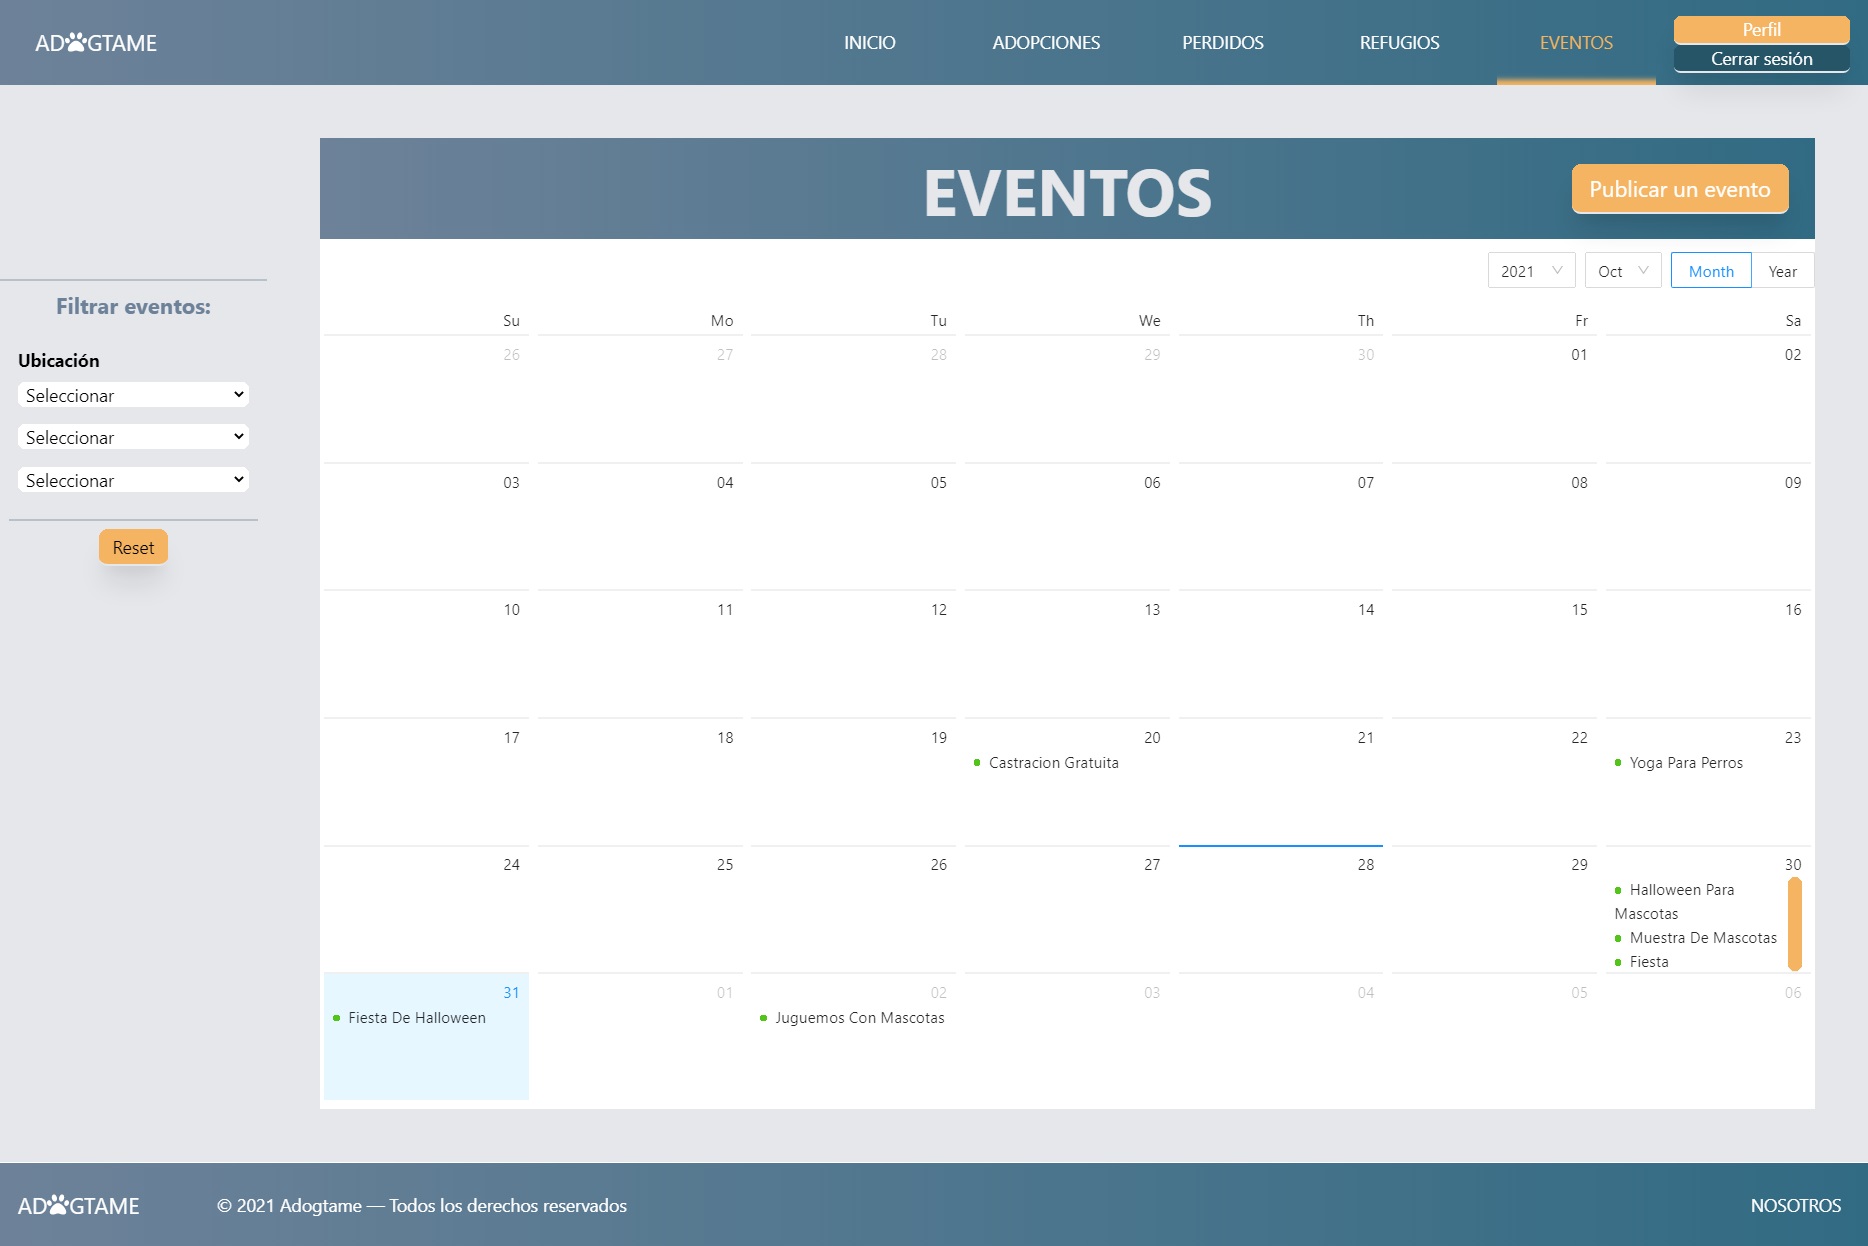 ADOGTAME
INICIO
ADOPCIONES
PERDIDOS
REFUGIOS
EVENTOS
Perfil
Cerrar sesión
EVENTOS
Publicar un evento
Filtrar eventos:
Ubicación
Seleccionar
Seleccionar
Seleccionar
Reset
2021 Oct Month Year
Su Mo Tu We Th Fr Sa
26 27 28 29 30 01 02
03 04 05 06 07 08 09
10 11 12 13 14 15 16
17 18 19 20 21 22 23
Castracion Gratuita
Yoga Para Perros
24 25 26 27 28 29 30
Halloween Para
Mascotas
Muestra De Mascotas
Fiesta
31 01 02 03 04 05 06
Fiesta De Halloween
Juguemos Con Mascotas
ADOGTAME
© 2021 Adogtame — Todos los derechos reservados
NOSOTROS